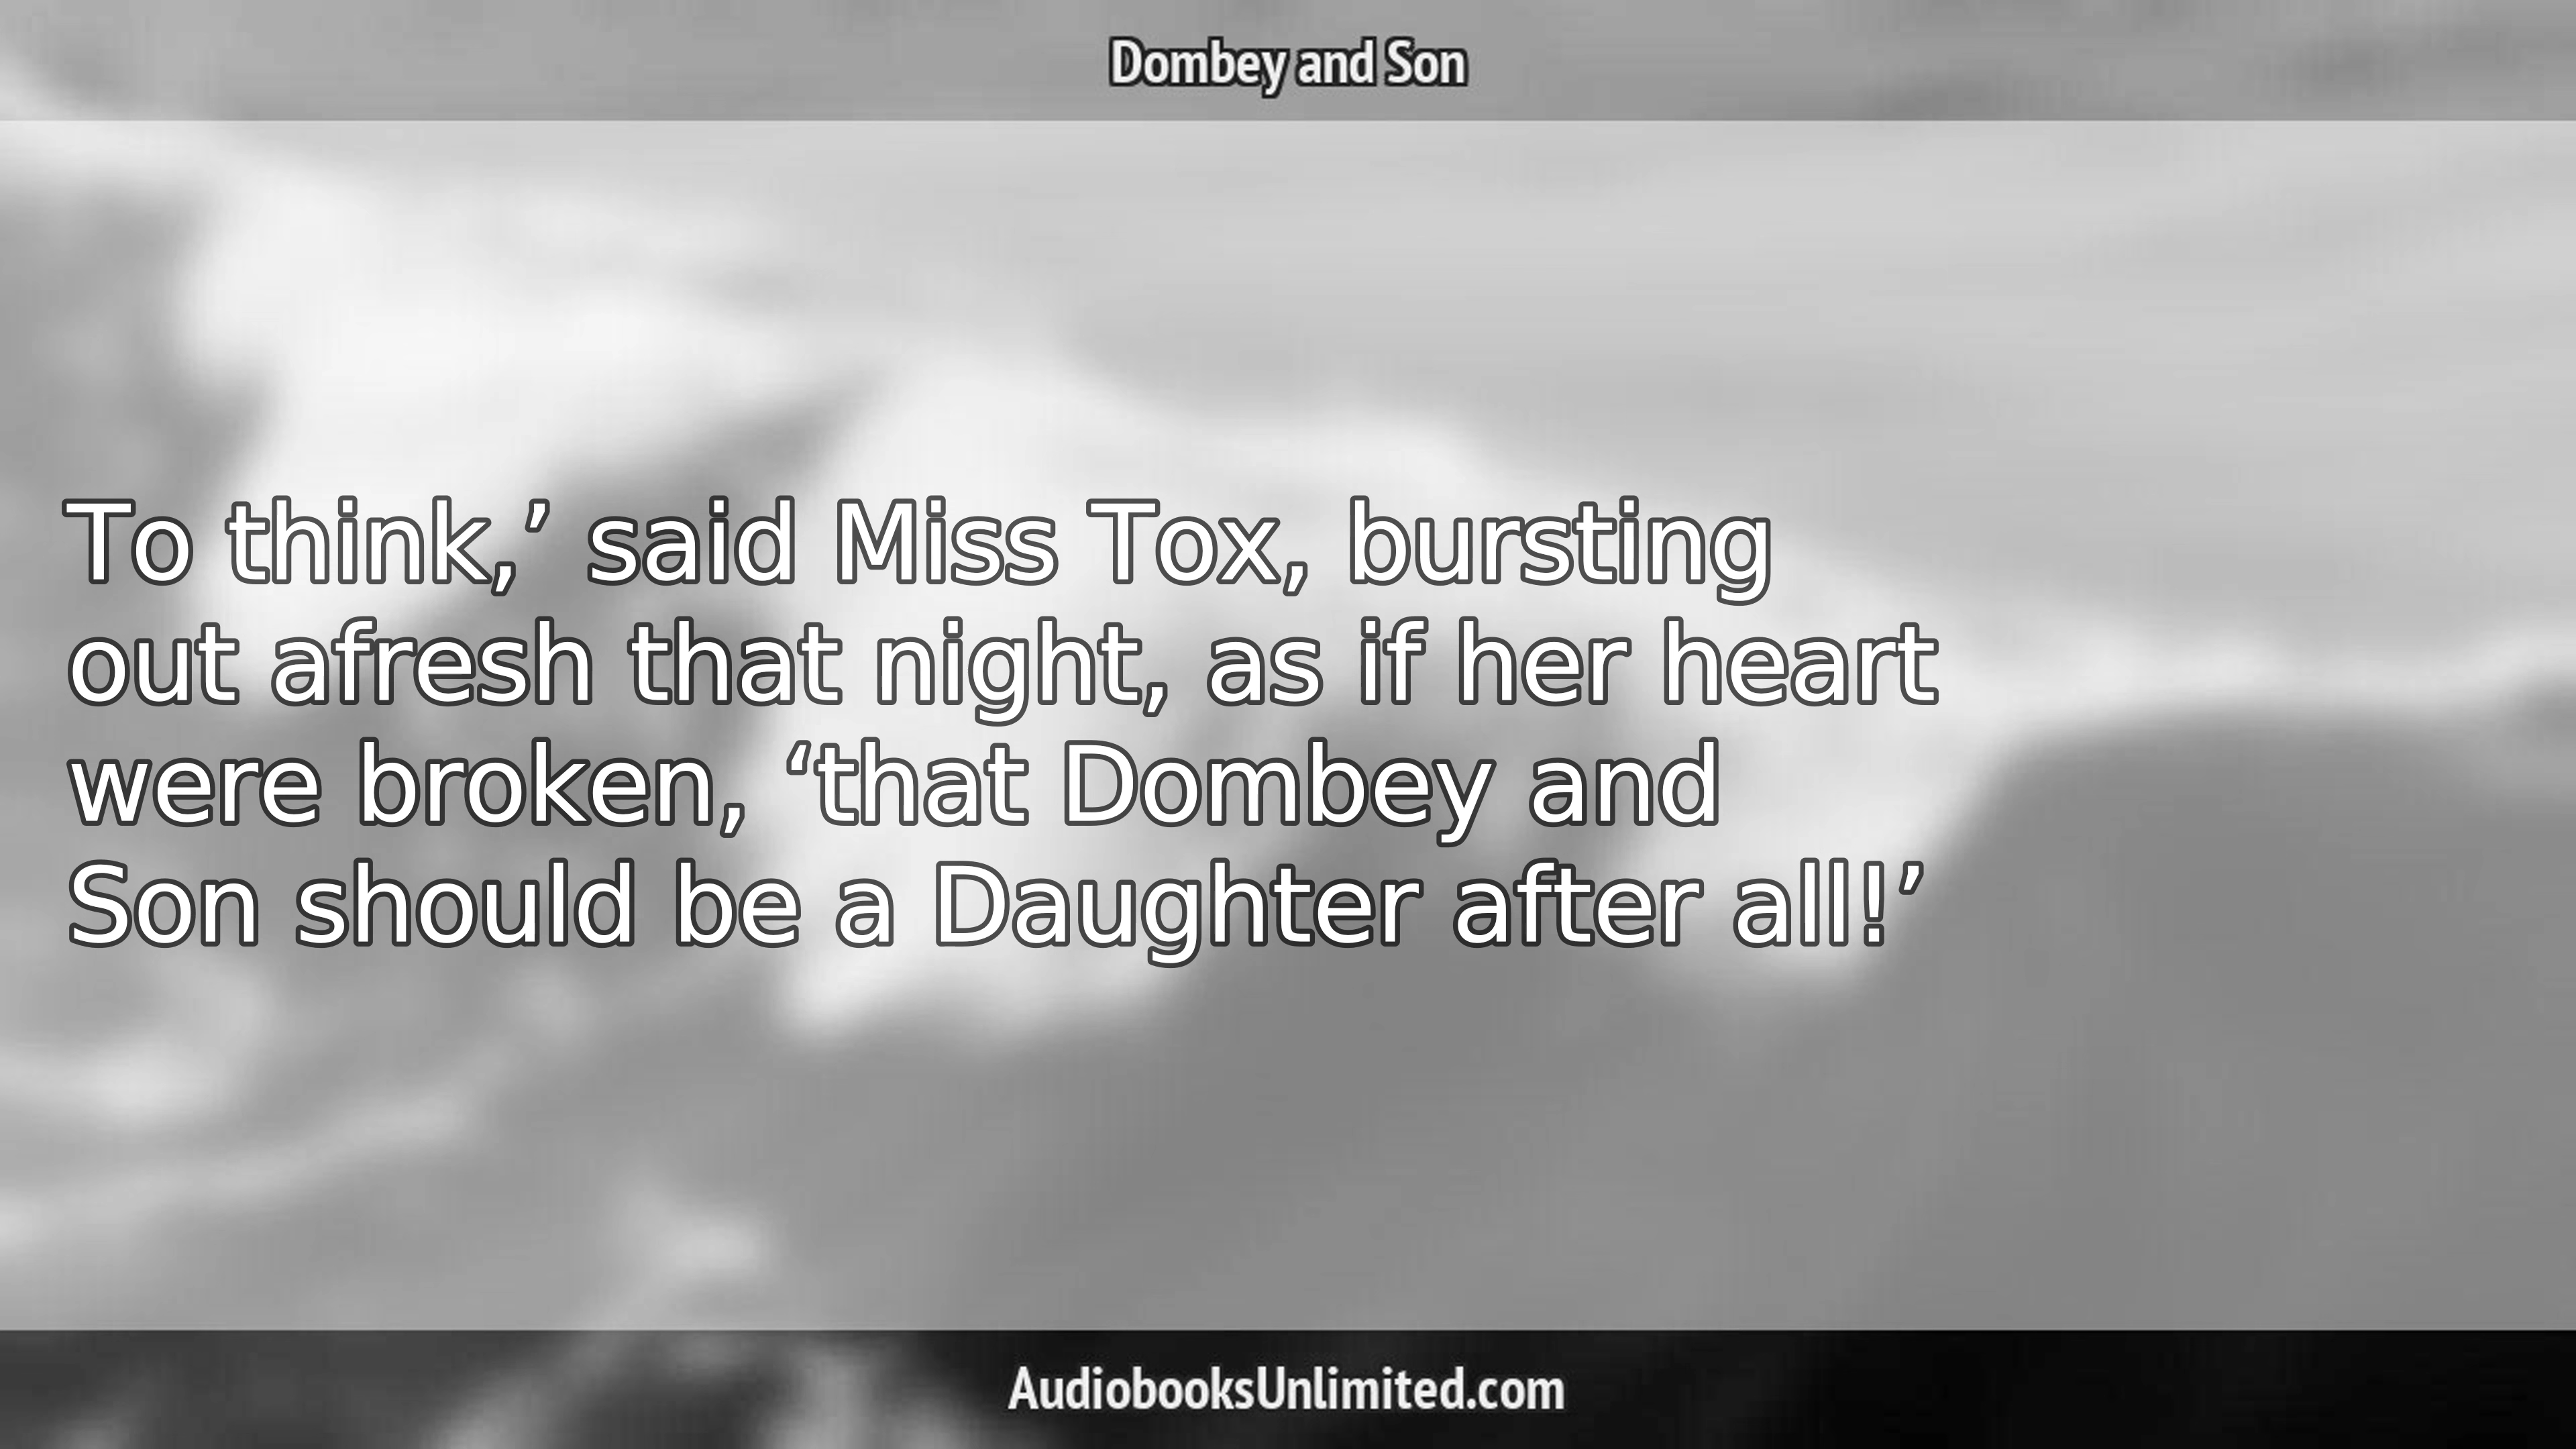 Dombey and Son
To think,’ said Miss Tox, bursting
out afresh that night, as if her heart
were broken, ‘that Dombey and
Son should be a Daughter after all!’
AudiobooksUnlimited.com